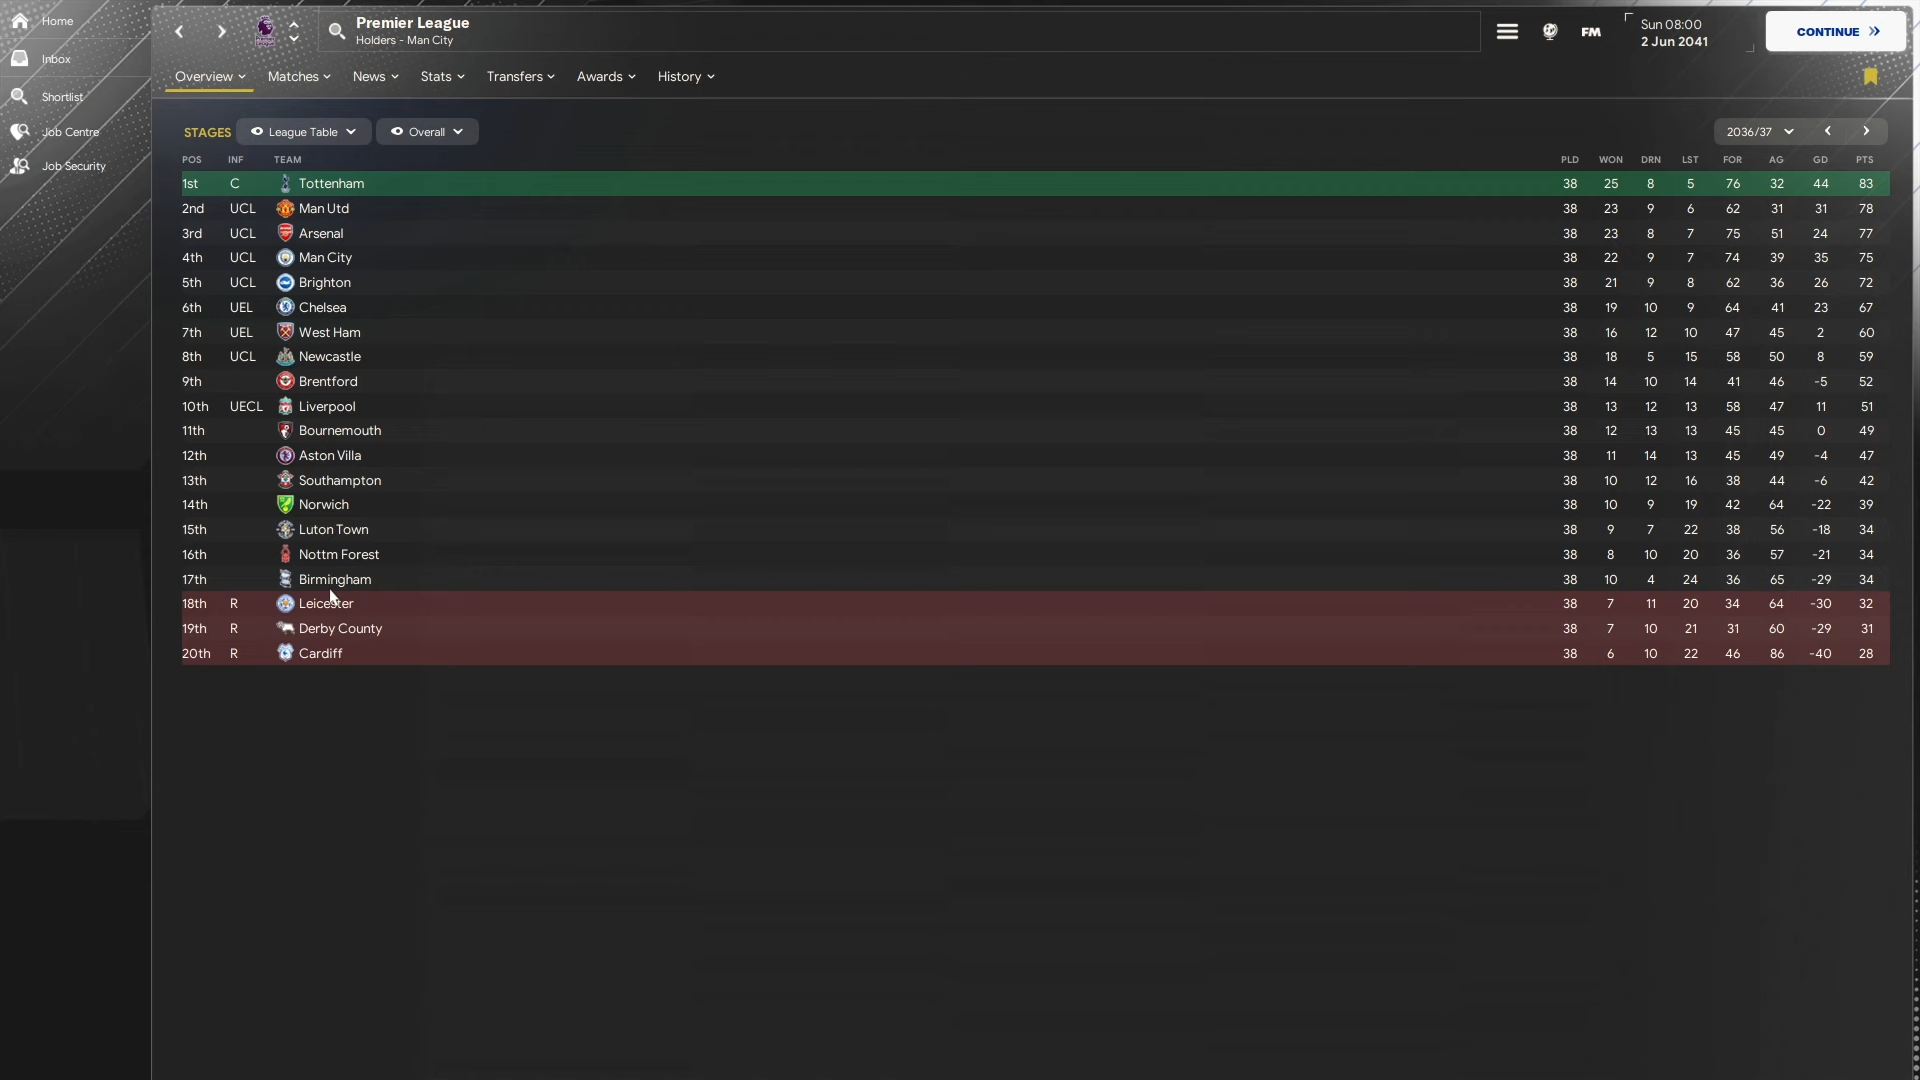 Home
Inbox
Shortlist
Job Centre
Job Security
Premier League
Holders - Man City
FM
Sun 08:00
2 Jun 2041
CONTINUE
Overview Matches News Stats Transfers Awards History
STAGES League Table Overall 2036/37
POS INF TEAM PLD WON DRN LST FOR AG GD PTS
1st C Tottenham 38 25 8 5 76 32 44 83
2nd UCL Man Utd 38 23 9 6 62 31 31 78
3rd UCL Arsenal 38 23 8 7 75 51 24 77
4th UCL Man City 38 22 9 7 74 39 35 75
5th UCL Brighton 38 21 9 8 62 36 26 72
6th UEL Chelsea 38 19 10 9 64 41 23 67
7th UEL West Ham 38 16 12 10 47 45 2 60
8th UCL Newcastle 38 18 5 15 58 50 8 59
9th Brentford 38 14 10 14 41 46 -5 52
10th UECL Liverpool 38 13 12 13 58 47 11 51
11th Bournemouth 38 12 13 13 45 45 0 49
12th Aston Villa 38 11 14 13 45 49 -4 47
13th Southampton 38 10 12 16 38 44 -6 42
14th Norwich 38 10 9 19 42 64 -22 39
15th Luton Town 38 9 7 22 38 56 -18 34
16th Nottm Forest 38 8 10 20 36 57 -21 34
17th Birmingham 38 10 4 24 36 65 -29 34
18th R Leicester 38 7 11 20 34 64 -30 32
19th R Derby County 38 7 10 21 31 60 -29 31
20th R Cardiff 38 6 10 22 46 86 -40 28